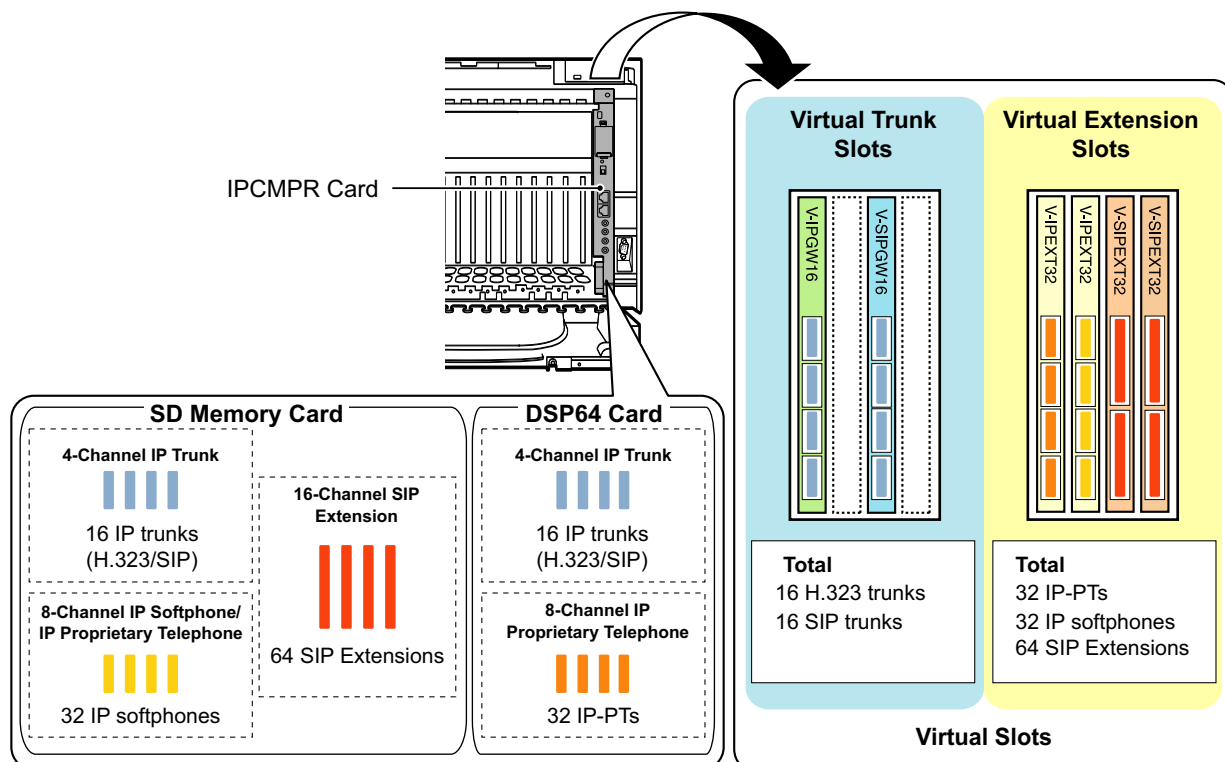 IPCMPR Card
SD Memory Card
4-Channel IP Trunk
16 IP trunks
(H.323/SIP)
8-Channel IP Softphone/
IP Proprietary Telephone
32 IP softphones
16-Channel SIP
Extension
64 SIP Extensions
DSP64 Card
4-Channel IP Trunk
16 IP trunks
(H.323/SIP)
8-Channel IP
Proprietary Telephone
32 IP-PTs
Virtual Trunk
Slots
V-IPGW16
V-SIPGW16
Total
16 H.323 trunks
16 SIP trunks
Virtual Extension
Slots
V-IPEXT32
V-IPEXT32
V-SIPEXT32
V-SIPEXT32
Total
32 IP-PTs
32 IP softphones
64 SIP Extensions
Virtual Slots